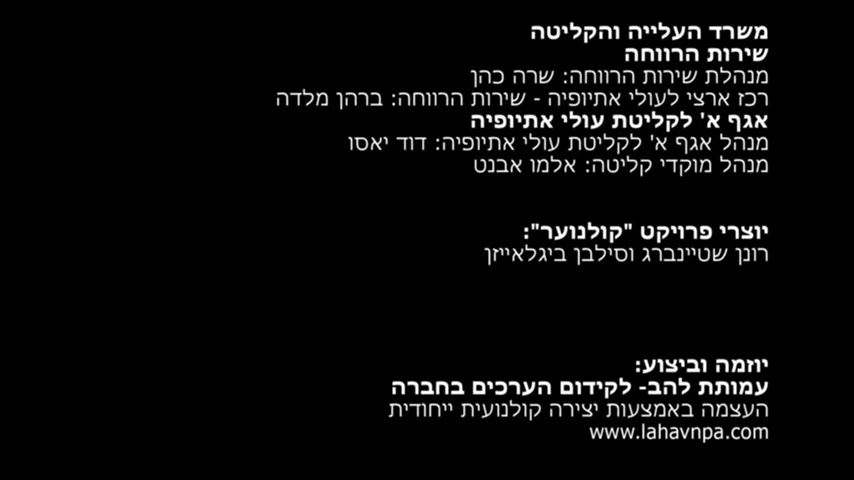 משרד העלייה והקליטה
שירות הרווחה
מנהלת שירות הרווחה: שרה כהן
רכז ארצי לעולי אתיופיה - שירות הרווחה: ברהן מלדה
אגף א' לקליטת עולי אתיופיה
מנהל אגף א' לקליטת עולי אתיופיה: דוד יאסו
מנהל מוקדי קליטה: אלמו אבנט
יוצרי פרויקט "קולנוער":
רונן שטיינברג וסילבן ביגלאייזן
יוזמה וביצוע:
עמותת להב- לקידום הערכים בחברה
העצמה באמצעות יצירה קולנועית ייחודית
www.lahavnpa.com